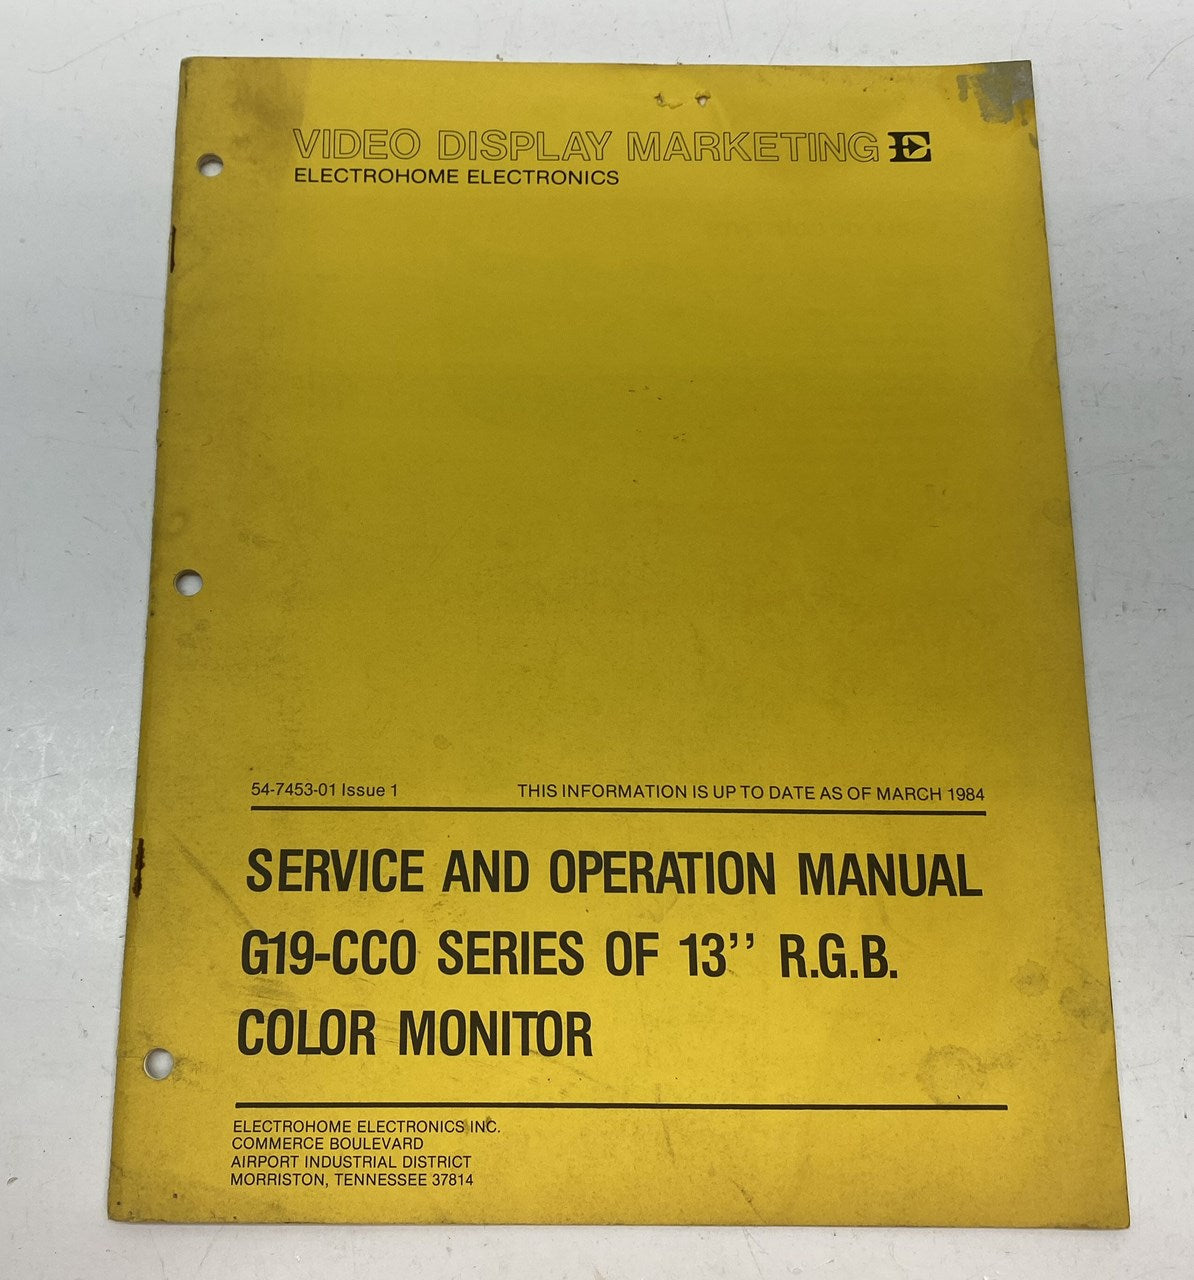 VIDEO DISPLAY MARKETING E
ELECTROHOME ELECTRONICS
54-7453-01 Issue 1 THIS INFORMATION IS UP TO DATE AS OF MARCH 1984
SERVICE AND OPERATION MANUAL
G19-CCO SERIES OF 13’’ R.G.B.
COLOR MONITOR
ELECTROHOME ELECTRONICS INC.
COMMERCE BOULEVARD
AIRPORT INDUSTRIAL DISTRICT
MORRISTON, TENNESSEE 37814